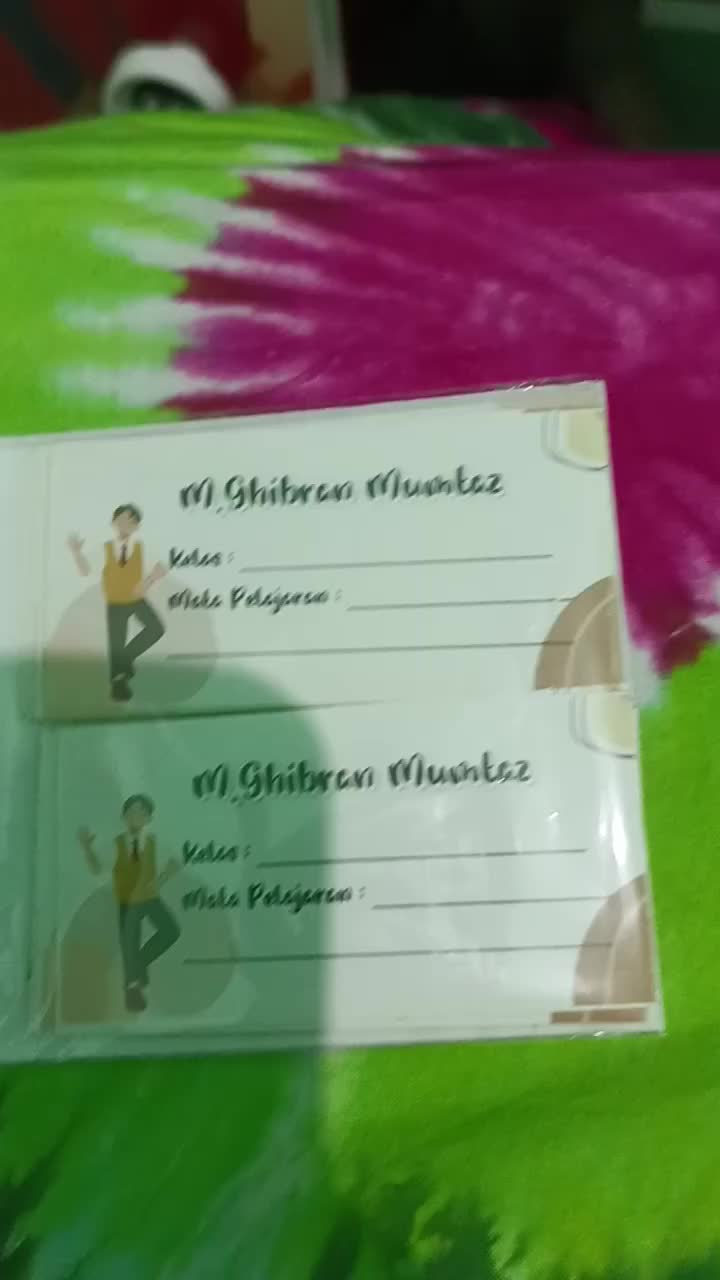 M. Ghibran Mumtaz
Kelas :
Mata Pelajaran :
M. Ghibran Mumtaz
Kelas :
Mata Pelajaran :